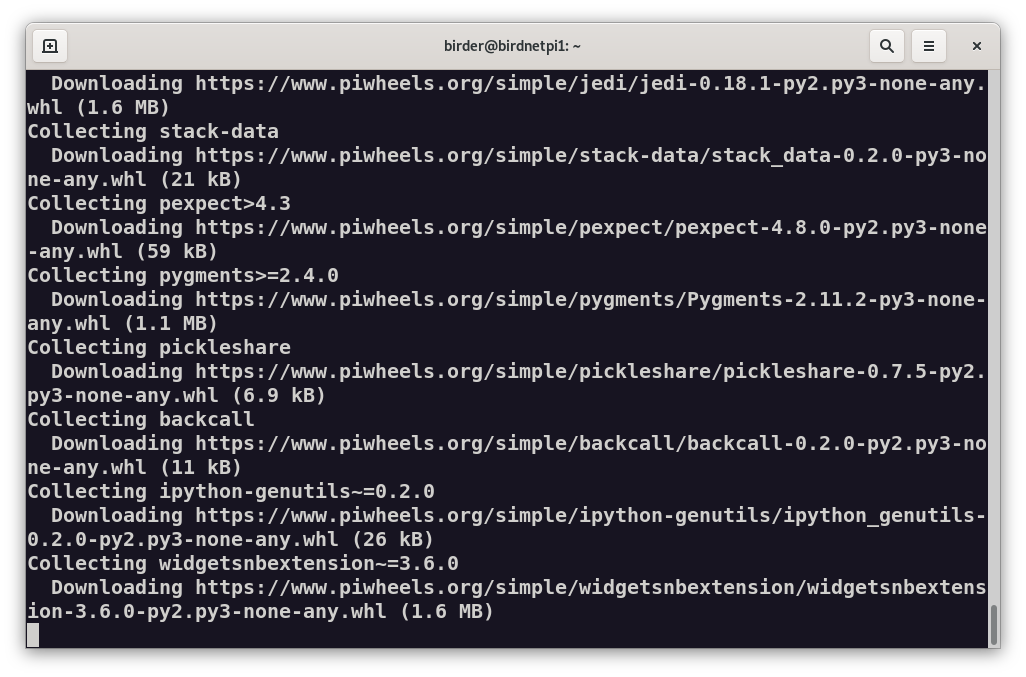 birder@birdnetpi1: ~
  Downloading https://www.piwheels.org/simple/jedi/jedi-0.18.1-py2.py3-none-any.
whl (1.6 MB)
Collecting stack-data
  Downloading https://www.piwheels.org/simple/stack-data/stack_data-0.2.0-py3-no
ne-any.whl (21 kB)
Collecting pexpect>4.3
  Downloading https://www.piwheels.org/simple/pexpect/pexpect-4.8.0-py2.py3-none
-any.whl (59 kB)
Collecting pygments>=2.4.0
  Downloading https://www.piwheels.org/simple/pygments/Pygments-2.11.2-py3-none-
any.whl (1.1 MB)
Collecting pickleshare
  Downloading https://www.piwheels.org/simple/pickleshare/pickleshare-0.7.5-py2.
py3-none-any.whl (6.9 kB)
Collecting backcall
  Downloading https://www.piwheels.org/simple/backcall/backcall-0.2.0-py2.py3-no
ne-any.whl (11 kB)
Collecting ipython-genutils~=0.2.0
  Downloading https://www.piwheels.org/simple/ipython-genutils/ipython_genutils-
0.2.0-py2.py3-none-any.whl (26 kB)
Collecting widgetsnbextension~=3.6.0
  Downloading https://www.piwheels.org/simple/widgetsnbextension/widgetsnbextens
ion-3.6.0-py2.py3-none-any.whl (1.6 MB)